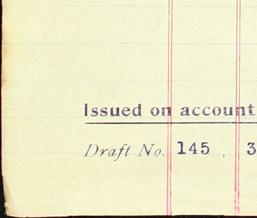 Issued on account
Draft No. 145, 3